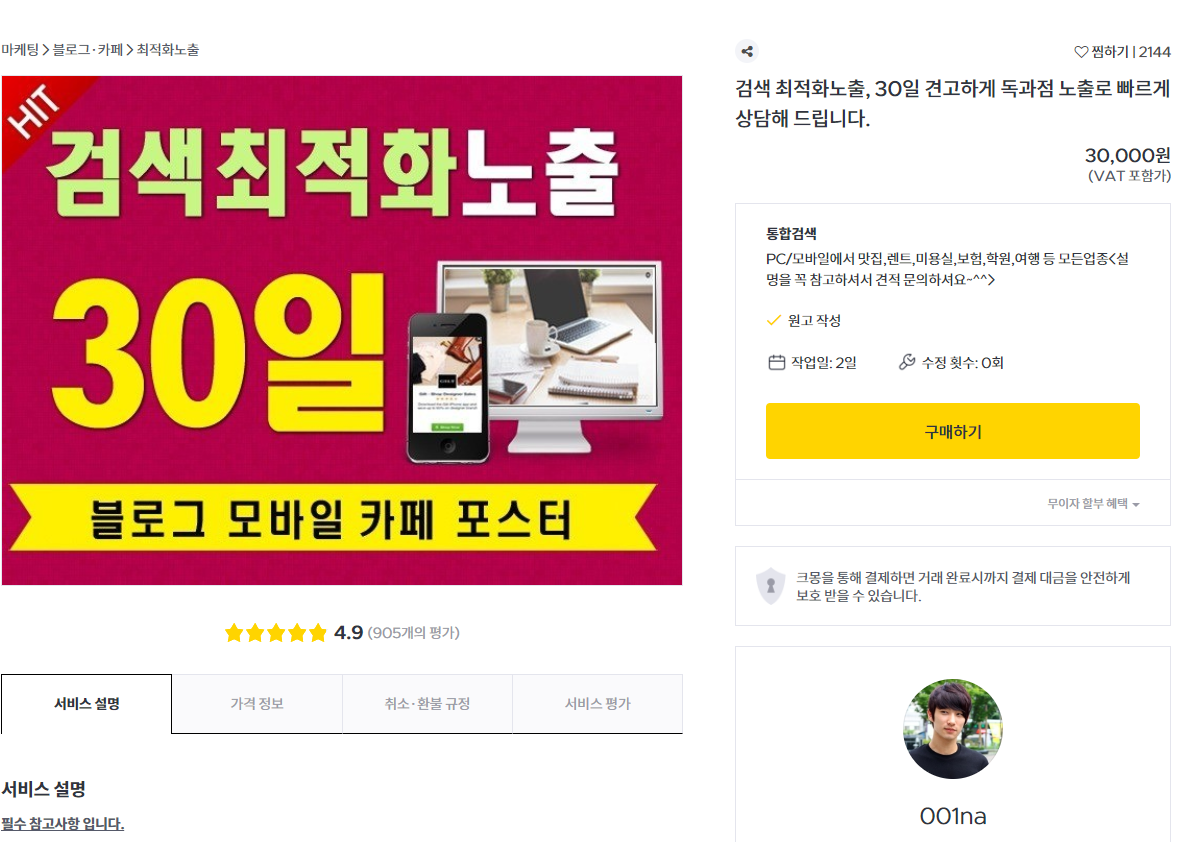 마케팅 > 블로그·카페 > 최적화노출
HIT
검색최적화노출
30일
블로그 모바일 카페 포스터
4.9 (905개의 평가)
서비스 설명
가격 정보
취소·환불 규정
서비스 평가
서비스 설명
필수 참고사항 입니다.
찜하기 | 2144
검색 최적화노출, 30일 견고하게 독과점 노출로 빠르게
상담해 드립니다.
30,000원
(VAT 포함가)
통합검색
PC/모바일에서 맛집,렌트,미용실,보험,학원,여행 등 모든업종<설
명을 꼭 참고하셔서 견적 문의하셔요~^^>
원고 작성
작업일: 2일
수정 횟수: 0회
구매하기
무이자 할부 혜택
크몽을 통해 결제하면 거래 완료시까지 결제 대금을 안전하게
보호 받을 수 있습니다.
001na